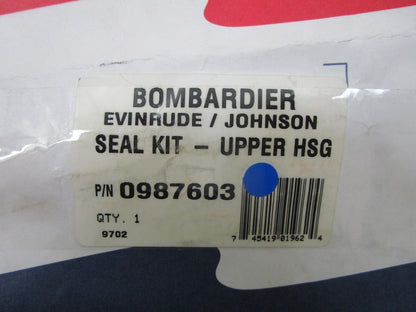 BOMBARDIER
EVINRUDE / JOHNSON
SEAL KIT - UPPER HSG
P/N 0987603
QTY. 1
9702
7 45419 01962 4